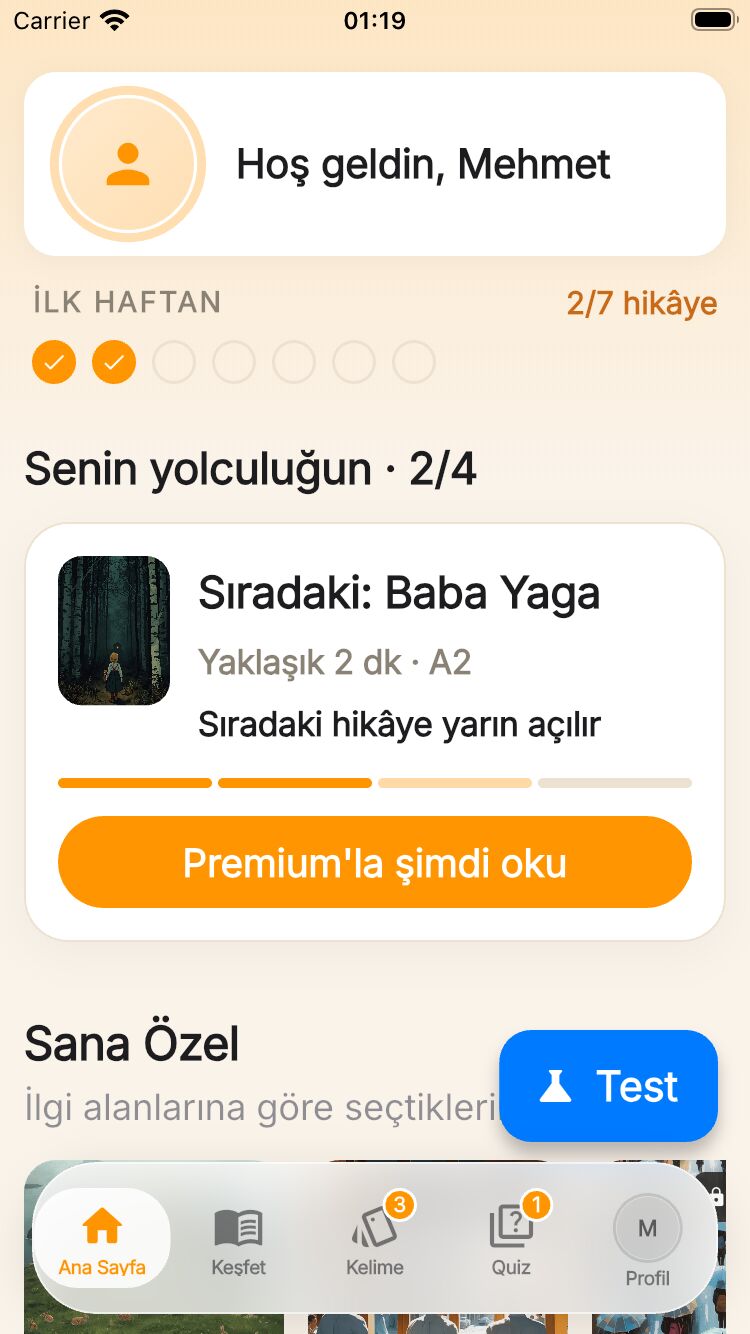 Carrier 01:19
Hoş geldin, Mehmet
İLK HAFTAN 2/7 hikâye
Senin yolculuğun · 2/4
Sıradaki: Baba Yaga
Yaklaşık 2 dk · A2
Sıradaki hikâye yarın açılır
Premium'la şimdi oku
Sana Özel
İlgi alanlarına göre seçtikleri
Test
3 1
M
Ana Sayfa Keşfet Kelime Quiz Profil